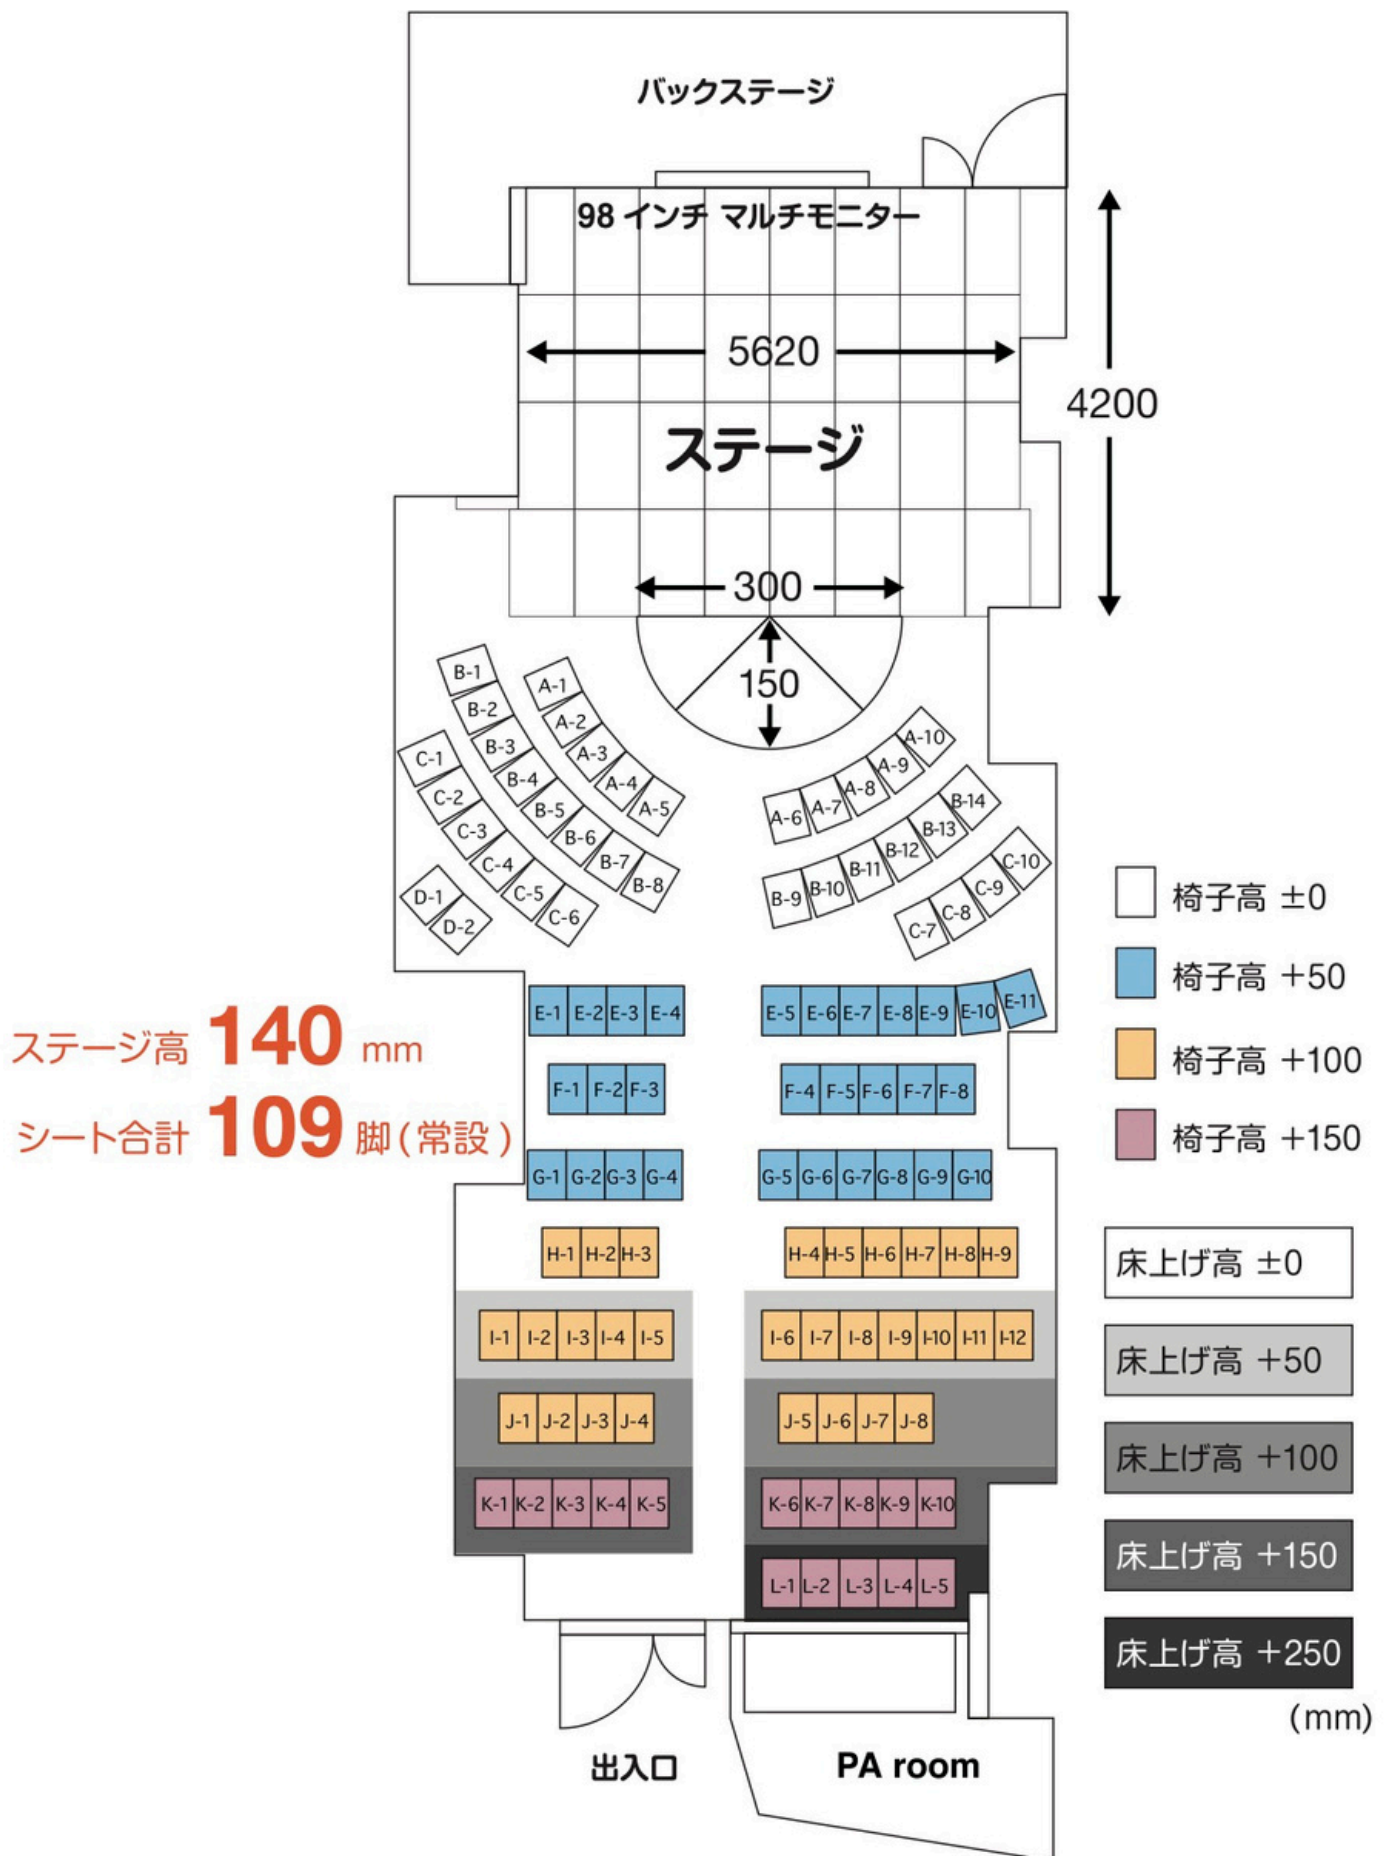 バックステージ
98 インチ マルチモニター
5620
4200
ステージ
300
150
B-1
A-1
B-2
A-2
B-3
A-3
C-1
B-4
A-4
C-2
B-5
A-5
C-3
B-6
C-4
B-7
C-5
B-8
C-6
D-1
D-2
A-6 A-7 A-8 A-9 A-10
B-9 B-10 B-11 B-12 B-13 B-14
C-7 C-8 C-9 C-10
E-1 E-2 E-3 E-4 E-5 E-6 E-7 E-8 E-9 E-10 E-11
F-1 F-2 F-3 F-4 F-5 F-6 F-7 F-8
G-1 G-2 G-3 G-4 G-5 G-6 G-7 G-8 G-9 G-10
H-1 H-2 H-3 H-4 H-5 H-6 H-7 H-8 H-9
I-1 I-2 I-3 I-4 I-5 I-6 I-7 I-8 I-9 I-10 I-11 I-12
J-1 J-2 J-3 J-4 J-5 J-6 J-7 J-8
K-1 K-2 K-3 K-4 K-5 K-6 K-7 K-8 K-9 K-10
L-1 L-2 L-3 L-4 L-5
ステージ高 140 mm
シート合計 109 脚(常設)
椅子高 ±0
椅子高 +50
椅子高 +100
椅子高 +150
床上げ高 ±0
床上げ高 +50
床上げ高 +100
床上げ高 +150
床上げ高 +250
(mm)
出入口
PA room